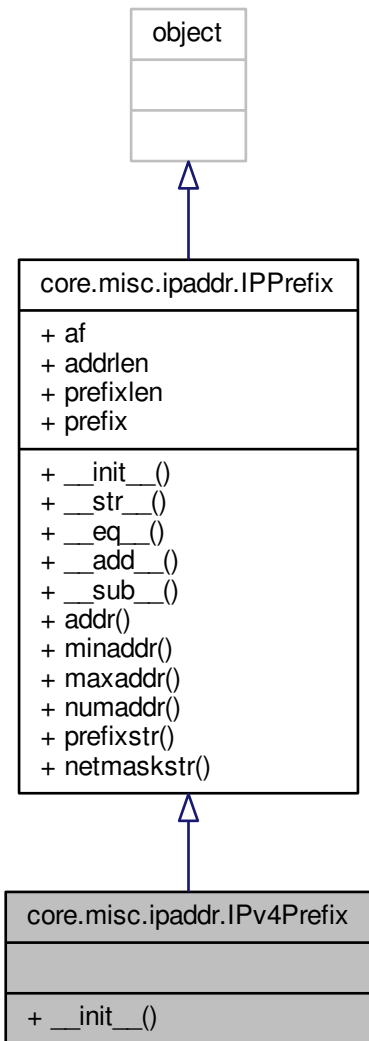 object
core.misc.ipaddr.IPPrefix
+ af
+ addrlen
+ prefixlen
+ prefix
+ __init__()
+ __str__()
+ __eq__()
+ __add__()
+ __sub__()
+ addr()
+ minaddr()
+ maxaddr()
+ numaddr()
+ prefixstr()
+ netmaskstr()
core.misc.ipaddr.IPv4Prefix
+ __init__()